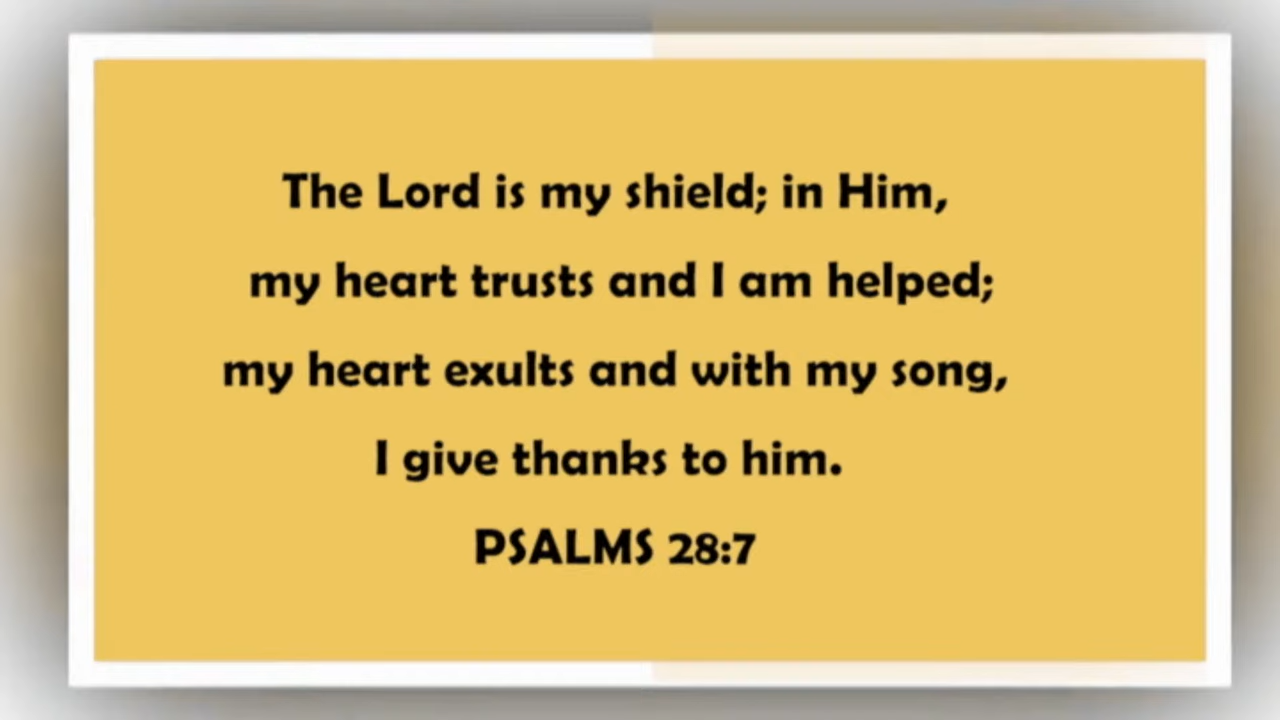 The Lord is my shield; in Him,
my heart trusts and I am helped;
my heart exults and with my song,
I give thanks to him.
PSALMS 28:7